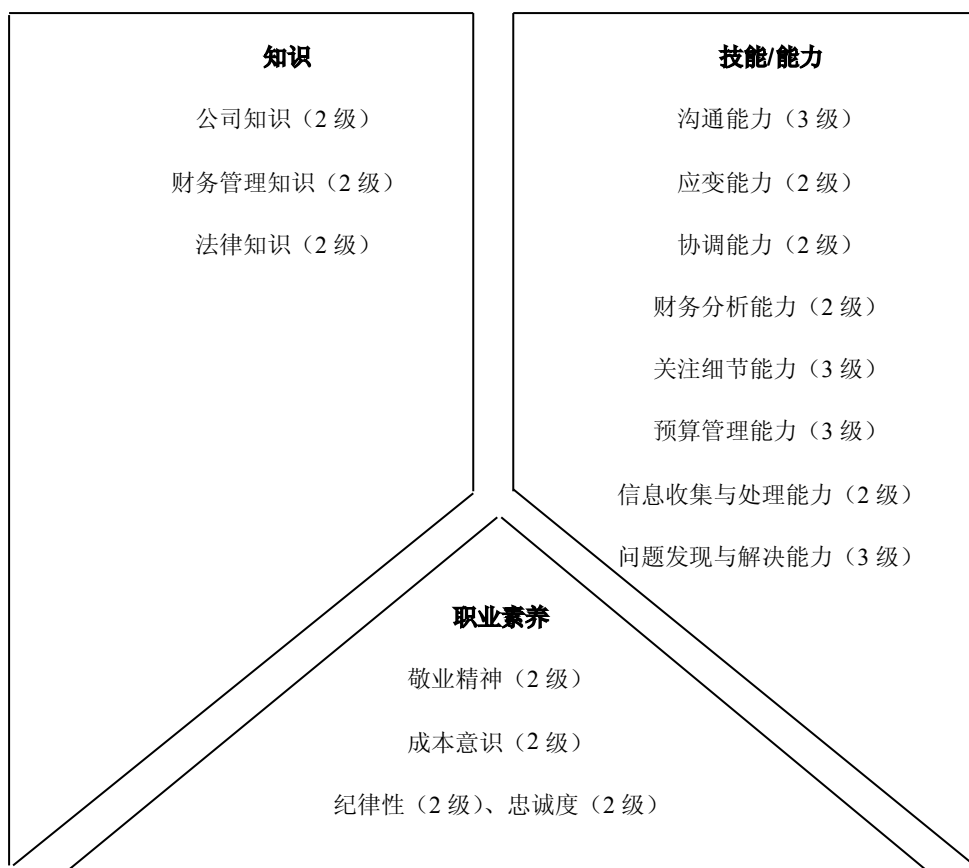 知识
公司知识（2 级）
财务管理知识（2 级）
法律知识（2 级）
技能/能力
沟通能力（3 级）
应变能力（2 级）
协调能力（2 级）
财务分析能力（2 级）
关注细节能力（3 级）
预算管理能力（3 级）
信息收集与处理能力（2 级）
问题发现与解决能力（3 级）
职业素养
敬业精神（2 级）
成本意识（2 级）
纪律性（2 级）、忠诚度（2 级）